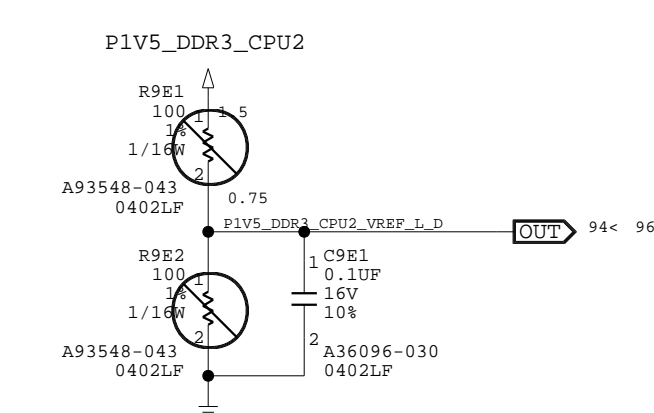 P1V5_DDR3_CPU2
R9E1
100 1 1.5
1%
1/16W
2
A93548-043
0402LF
0.75
P1V5_DDR3_CPU2_VREF_L_D
OUT 94< 96
R9E2
100 1
1%
1/16W
2
A93548-043
0402LF
1 C9E1
0.1UF
16V
10%
2
A36096-030
0402LF